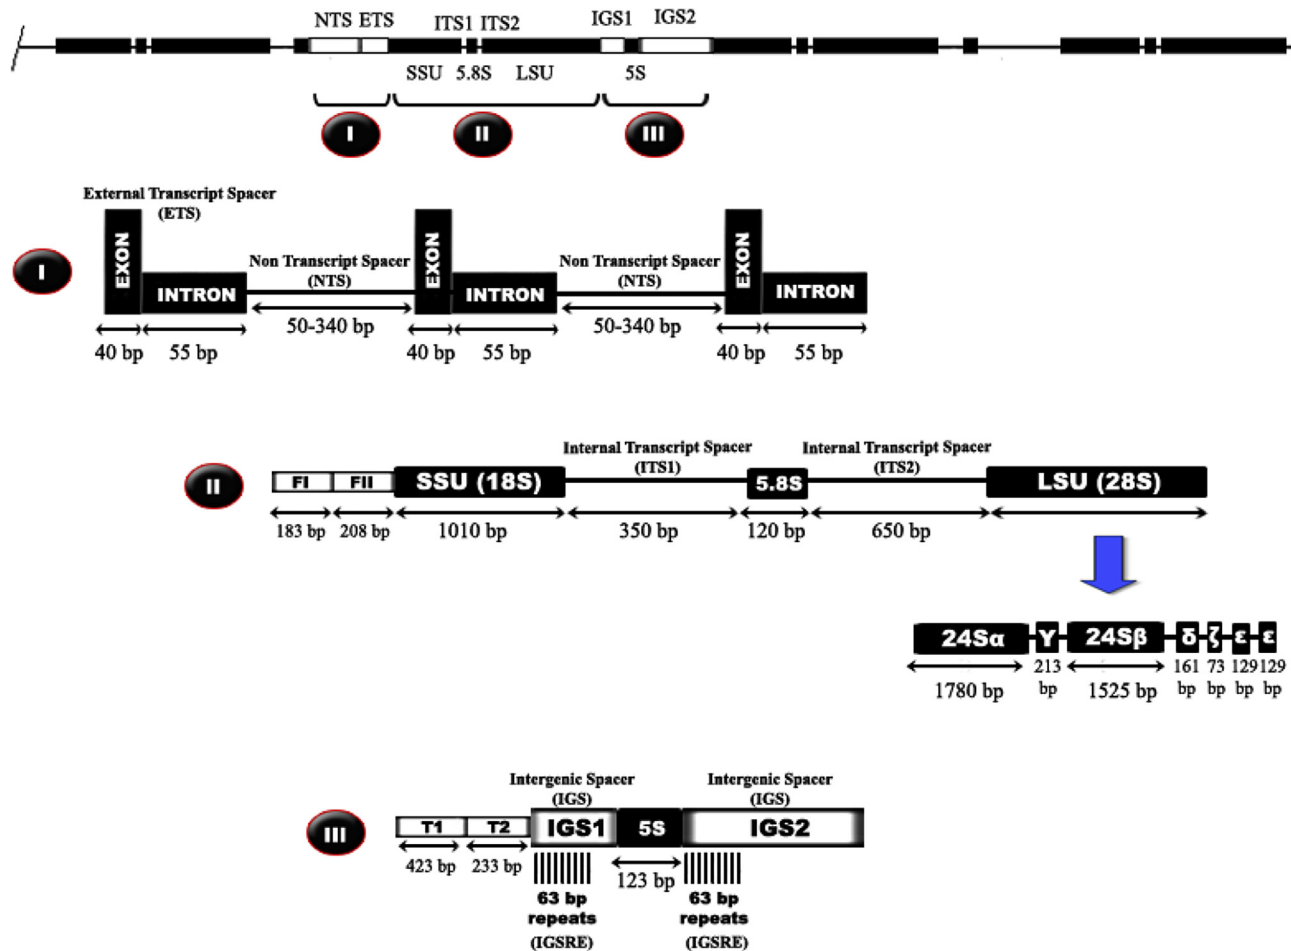 NTS ETS ITS1 ITS2 IGS1 IGS2
SSU 5.8S LSU 5S
I II III
External Transcript Spacer
(ETS)
I
EXON INTRON
Non Transcript Spacer
(NTS)
EXON INTRON
Non Transcript Spacer
(NTS)
EXON INTRON
40 bp 55 bp 50-340 bp 40 bp 55 bp 50-340 bp 40 bp 55 bp
Internal Transcript Spacer
(ITS1)
Internal Transcript Spacer
(ITS2)
II FI FII SSU (18S) 5.8S LSU (28S)
183 bp 208 bp 1010 bp 350 bp 120 bp 650 bp
24Sα γ 24Sβ δ ζ ε ε
1780 bp 213 bp 1525 bp 161 bp 73 bp 129 bp 129 bp
Intergenic Spacer
(IGS)
Intergenic Spacer
(IGS)
III T1 T2 IGS1 5S IGS2
423 bp 233 bp 123 bp
63 bp
repeats
(IGSRE)
63 bp
repeats
(IGSRE)